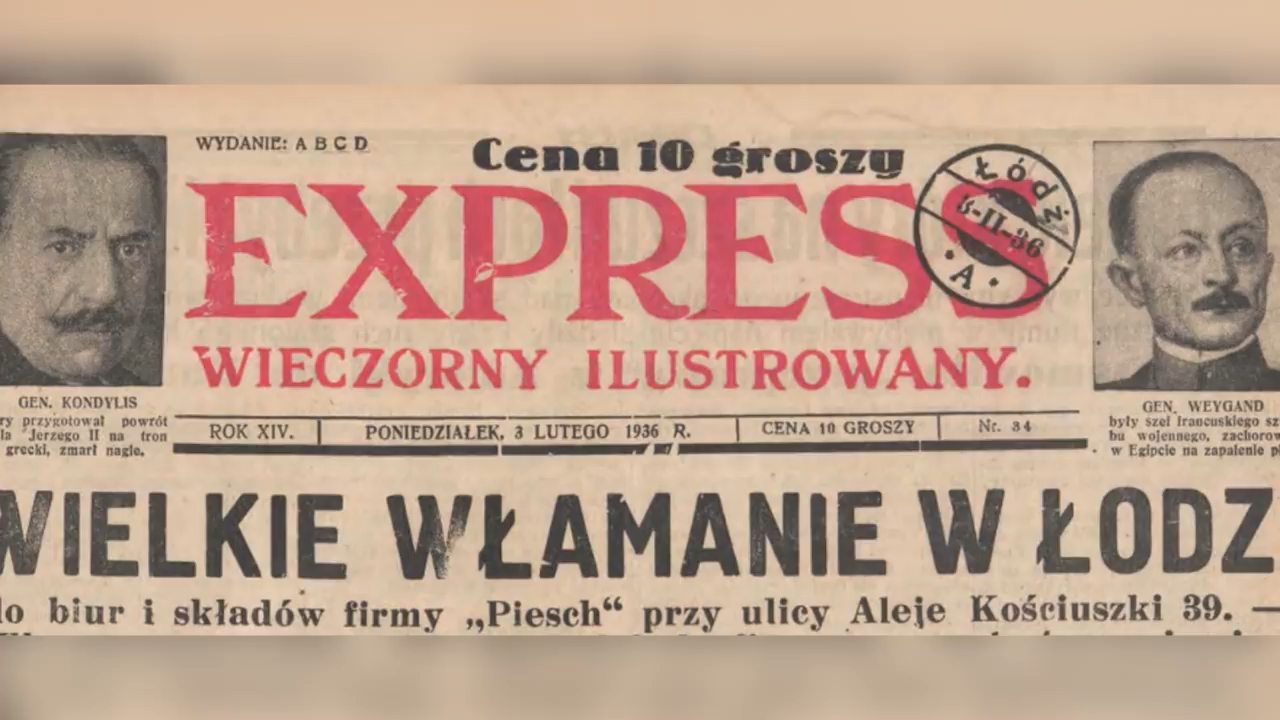 WYDANIE: A B C D
Cena 10 groszy
EXPRESS
WIECZORNY ILUSTROWANY.
Łódź
-II-36
A
GEN. KONDYLIS
ry przygotował powrót
la Jerzego II na tron
grecki, zmarł nagle.
ROK XIV.
PONIEDZIAŁEK, 3 LUTEGO 1936 R.
CENA 10 GROSZY
Nr. 34
GEN. WEYGAND
były szef francuskiego sz
bu wojennego, zachorow
w Egipcie na zapalenie p
WIELKIE WŁAMANIE W ŁODZ
do biur i składów firmy „Piesch“ przy ulicy Aleje Kościuszki 39. —